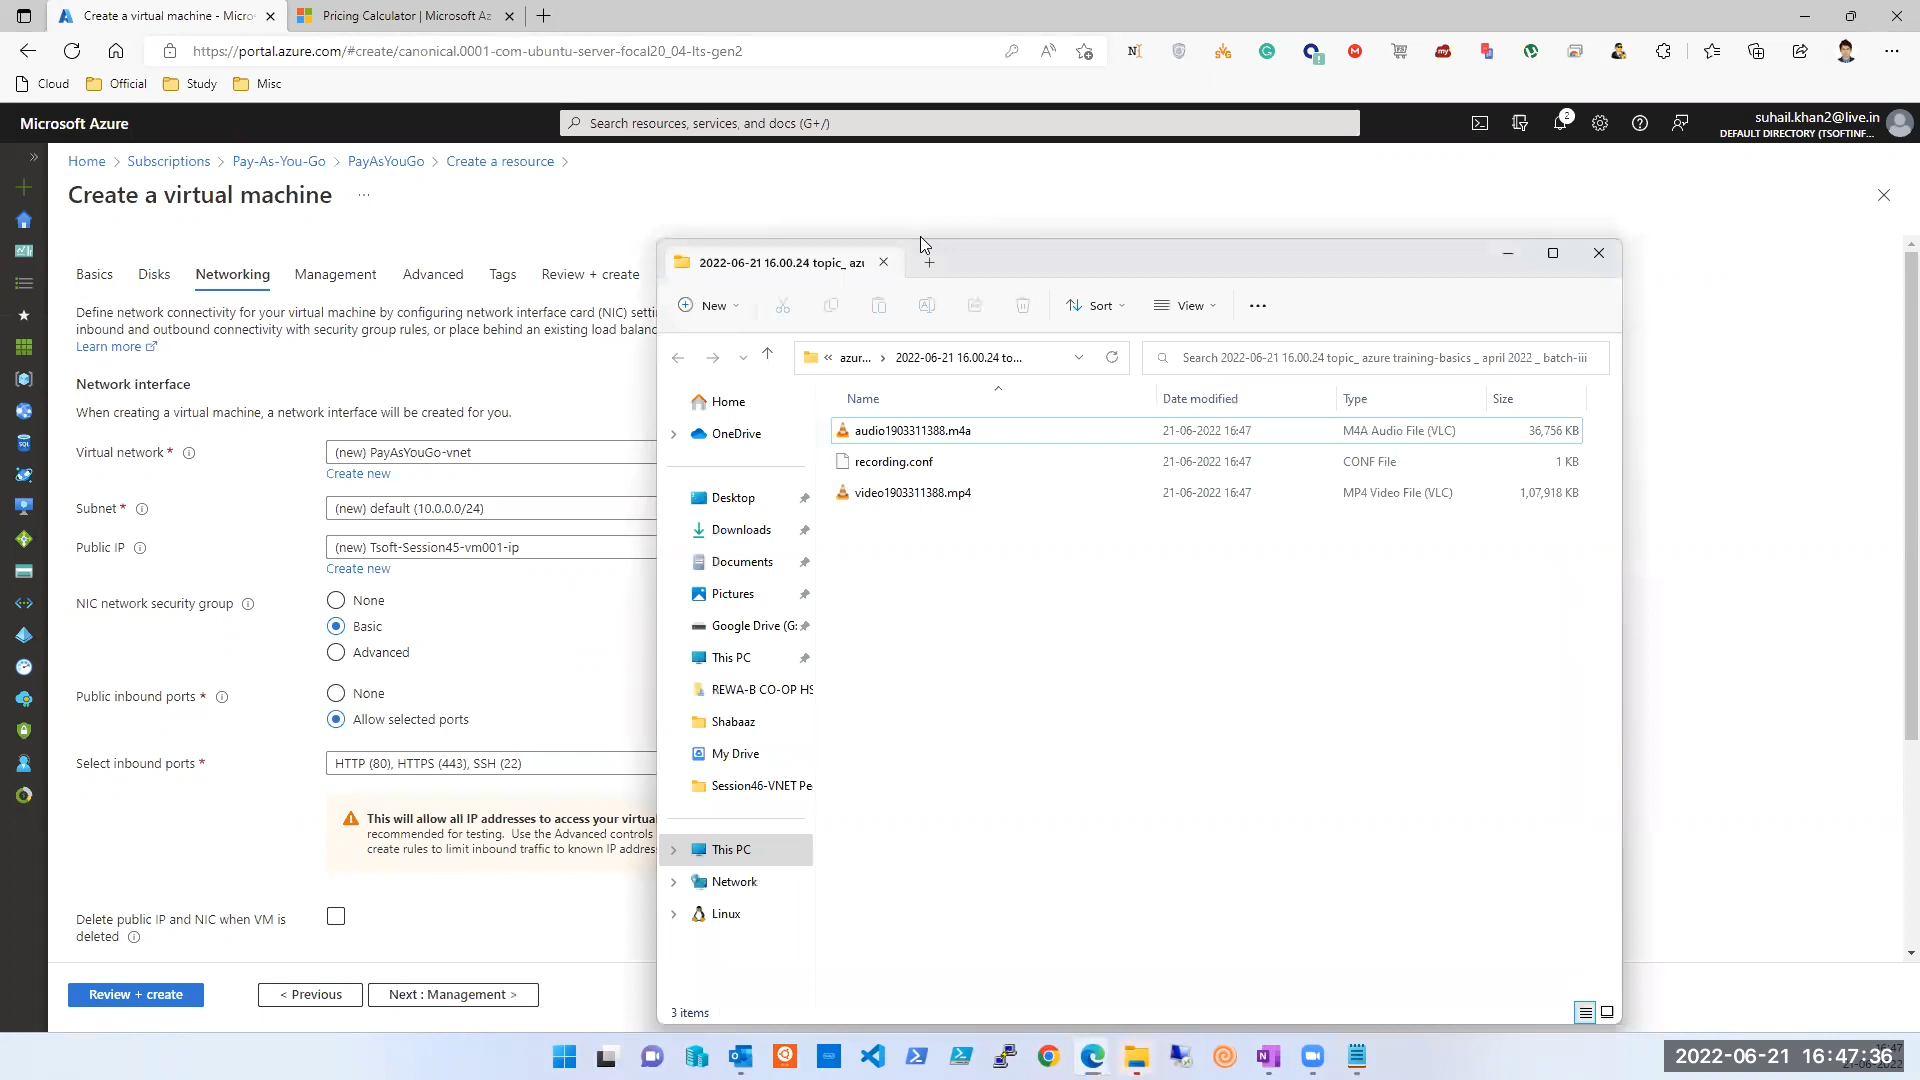 Create a virtual machine - Micro
Pricing Calculator | Microsoft Az
https://portal.azure.com/#create/canonical.0001-com-ubuntu-server-focal20_04-lts-gen2
Cloud Official Study Misc
Microsoft Azure
Search resources, services, and docs (G+/)
2
suhail.khan2@live.in
DEFAULT DIRECTORY (TSOFTINF...
Home > Subscriptions > Pay-As-You-Go > PayAsYouGo > Create a resource >
Create a virtual machine ...
Basics Disks Networking Management Advanced Tags Review + create
Define network connectivity for your virtual machine by configuring network interface card (NIC) setti
inbound and outbound connectivity with security group rules, or place behind an existing load balanc
Learn more
Network interface
When creating a virtual machine, a network interface will be created for you.
Virtual network *
(new) PayAsYouGo-vnet
Create new
Subnet *
(new) default (10.0.0.0/24)
Public IP
(new) Tsoft-Session45-vm001-ip
Create new
NIC network security group
None
Basic
Advanced
Public inbound ports *
None
Allow selected ports
Select inbound ports *
HTTP (80), HTTPS (443), SSH (22)
This will allow all IP addresses to access your virtual
recommended for testing. Use the Advanced controls
create rules to limit inbound traffic to known IP addre
Delete public IP and NIC when VM is
deleted
Review + create
< Previous
Next : Management >
2022-06-21 16.00.24 topic_ azu
New
Sort
View
azur... > 2022-06-21 16.00.24 to...
Search 2022-06-21 16.00.24 topic_ azure training-basics _ april 2022 _ batch-iii
Name Date modified Type Size
audio1903311388.m4a 21-06-2022 16:47 M4A Audio File (VLC) 36,756 KB
recording.conf 21-06-2022 16:47 CONF File 1 KB
video1903311388.mp4 21-06-2022 16:47 MP4 Video File (VLC) 1,07,918 KB
Home
OneDrive
Desktop
Downloads
Documents
Pictures
Google Drive (G:
This PC
REWA-B CO-OP HS
Shabaaz
My Drive
Session46-VNET Pe
This PC
Network
Linux
3 items
2022-06-21 16:47:36